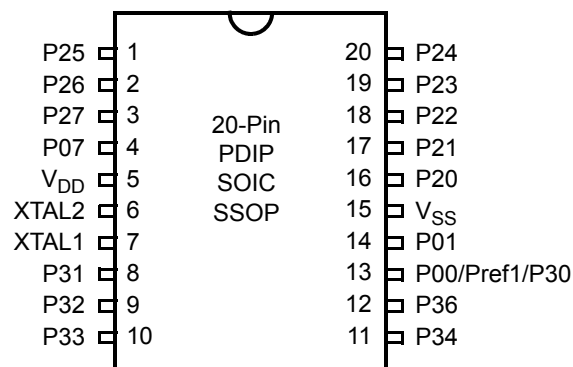 P25 1 20 P24
P26 2 19 P23
P27 3 18 P22
P07 4 20-Pin 17 P21
PDIP
VDD 5 SOIC 16 P20
XTAL2 6 SSOP 15 VSS
XTAL1 7 14 P01
P31 8 13 P00/Pref1/P30
P32 9 12 P36
P33 10 11 P34